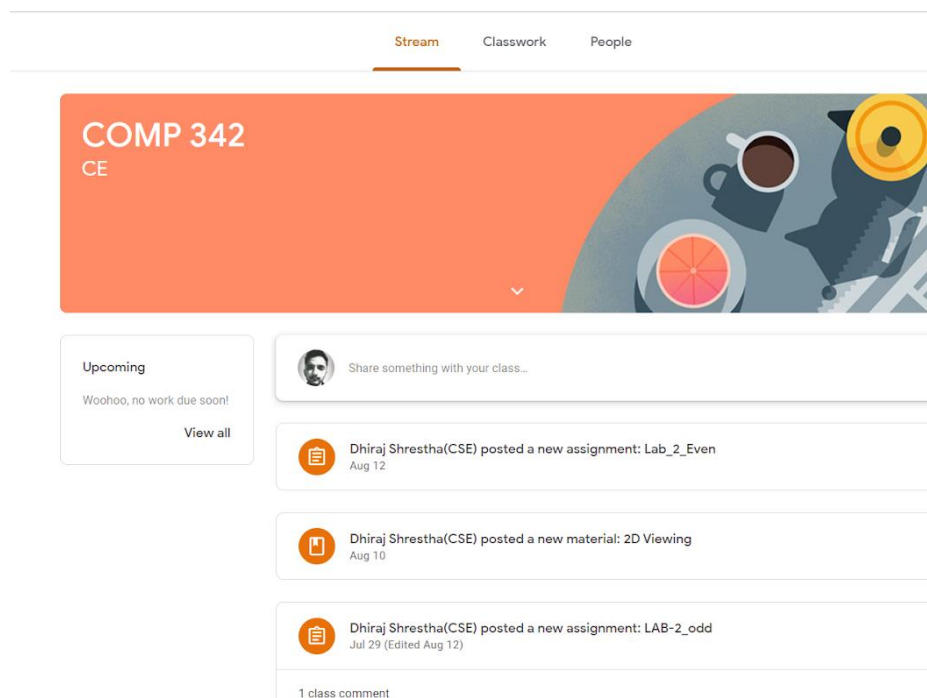 Stream Classwork People
COMP 342
CE
Upcoming
Woohoo, no work due soon!
View all
Share something with your class...
Dhiraj Shrestha(CSE) posted a new assignment: Lab_2_Even
Aug 12
Dhiraj Shrestha(CSE) posted a new material: 2D Viewing
Aug 10
Dhiraj Shrestha(CSE) posted a new assignment: LAB-2_odd
Jul 29 (Edited Aug 12)
1 class comment